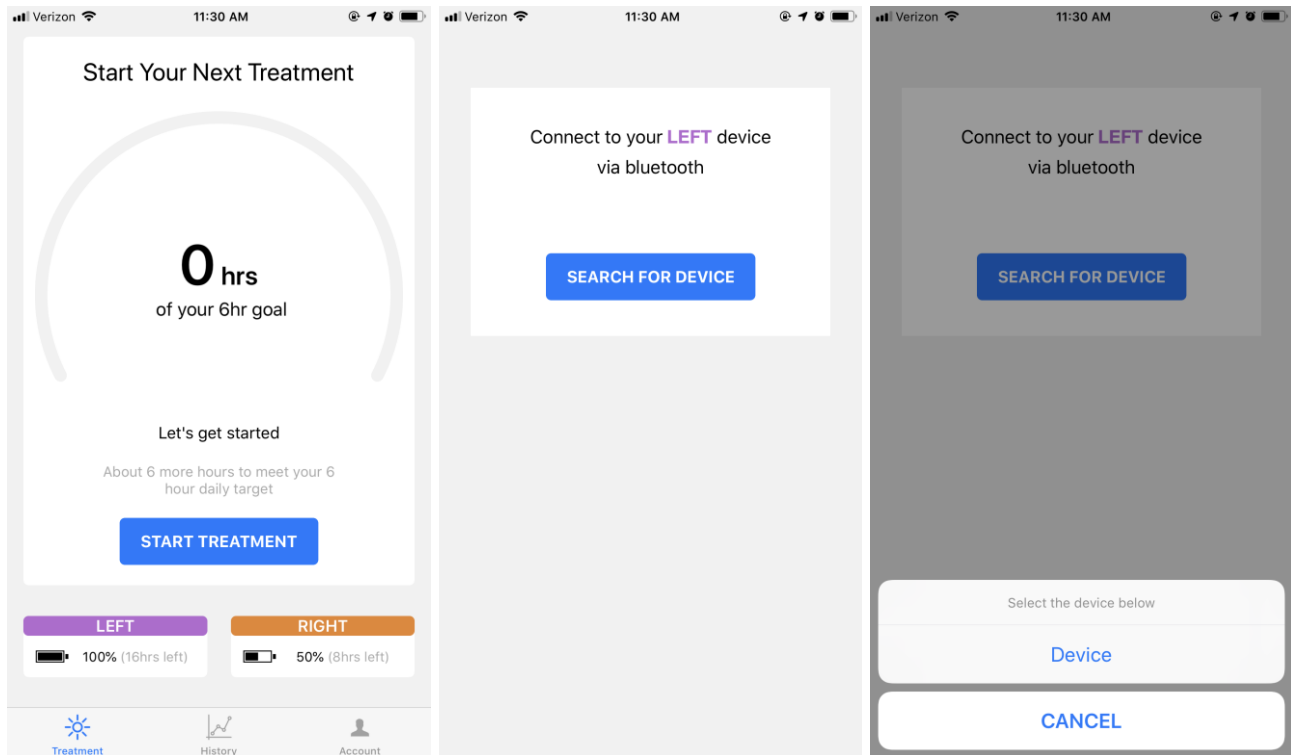 Verizon 11:30 AM
Start Your Next Treatment
0 hrs
of your 6hr goal
Let's get started
About 6 more hours to meet your 6
hour daily target
START TREATMENT
LEFT
100% (16hrs left)
RIGHT
50% (8hrs left)
Treatment
History
Account
Verizon 11:30 AM
Connect to your LEFT device
via bluetooth
SEARCH FOR DEVICE
Verizon 11:30 AM
Connect to your LEFT device
via bluetooth
SEARCH FOR DEVICE
Select the device below
Device
CANCEL